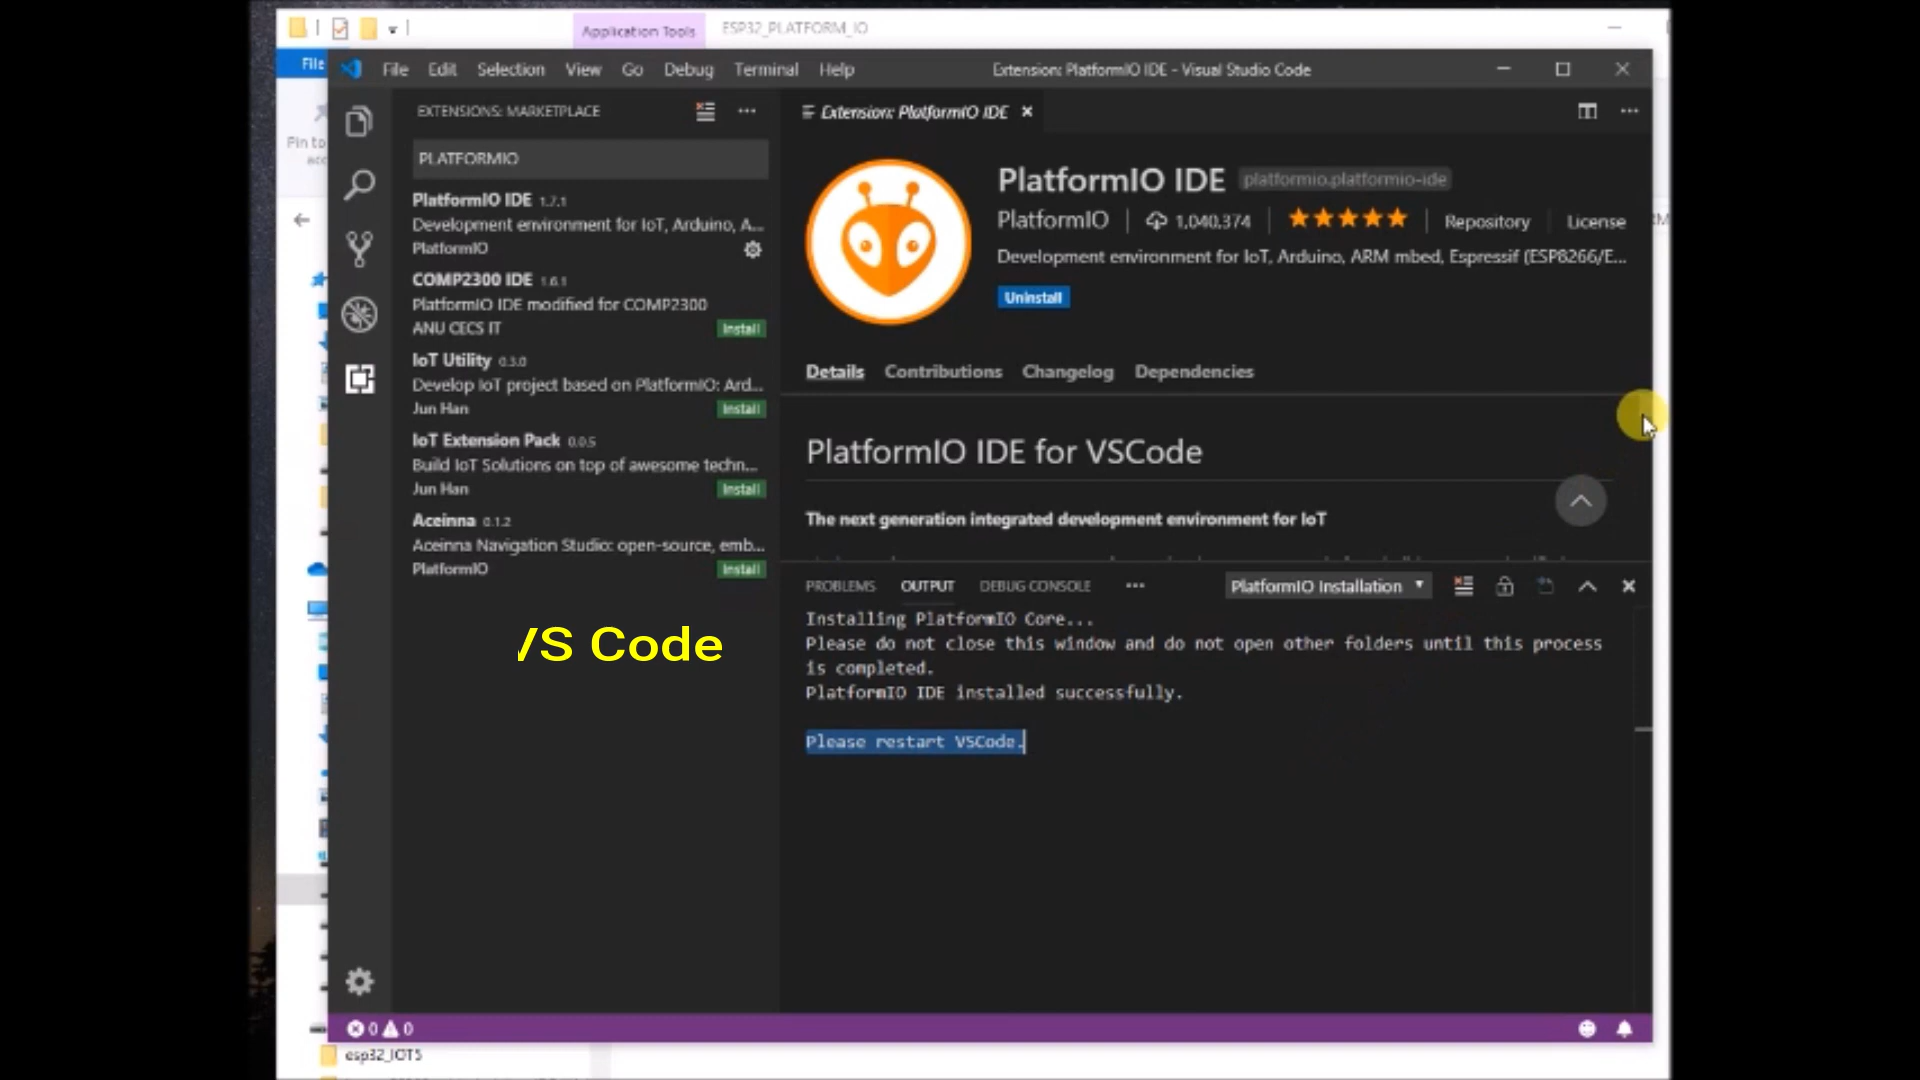 Application Tools
ESP32_PLATFORM_IO
File
Pin to
File Edit Selection View Go Debug Terminal Help
Extension: PlatformIO IDE - Visual Studio Code
EXTENSIONS: MARKETPLACE
PLATFORMIO
PlatformIO IDE 1.7.1
Development environment for IoT, Arduino, A...
PlatformIO
COMP2300 IDE 1.6.1
PlatformIO IDE modified for COMP2300
ANU CECS IT
Install
IoT Utility 0.3.0
Develop IoT project based on PlatformIO: Ard...
Jun Han
Install
IoT Extension Pack 0.0.5
Build IoT Solutions on top of awesome techn...
Jun Han
Install
Aceinna 0.1.2
Aceinna Navigation Studio: open-source, emb...
PlatformIO
Install
VS Code
Extension: PlatformIO IDE
PlatformIO IDE platformio.platformio-ide
PlatformIO | 1,040,374 | Repository | License
Development environment for IoT, Arduino, ARM mbed, Espressif (ESP8266/E...
Uninstall
Details Contributions Changelog Dependencies
PlatformIO IDE for VSCode
The next generation integrated development environment for IoT
PROBLEMS OUTPUT DEBUG CONSOLE ... PlatformIO Installation
Installing PlatformIO Core...
Please do not close this window and do not open other folders until this process
is completed.
PlatformIO IDE installed successfully.
Please restart VSCode.
0 0
esp32_IOT5